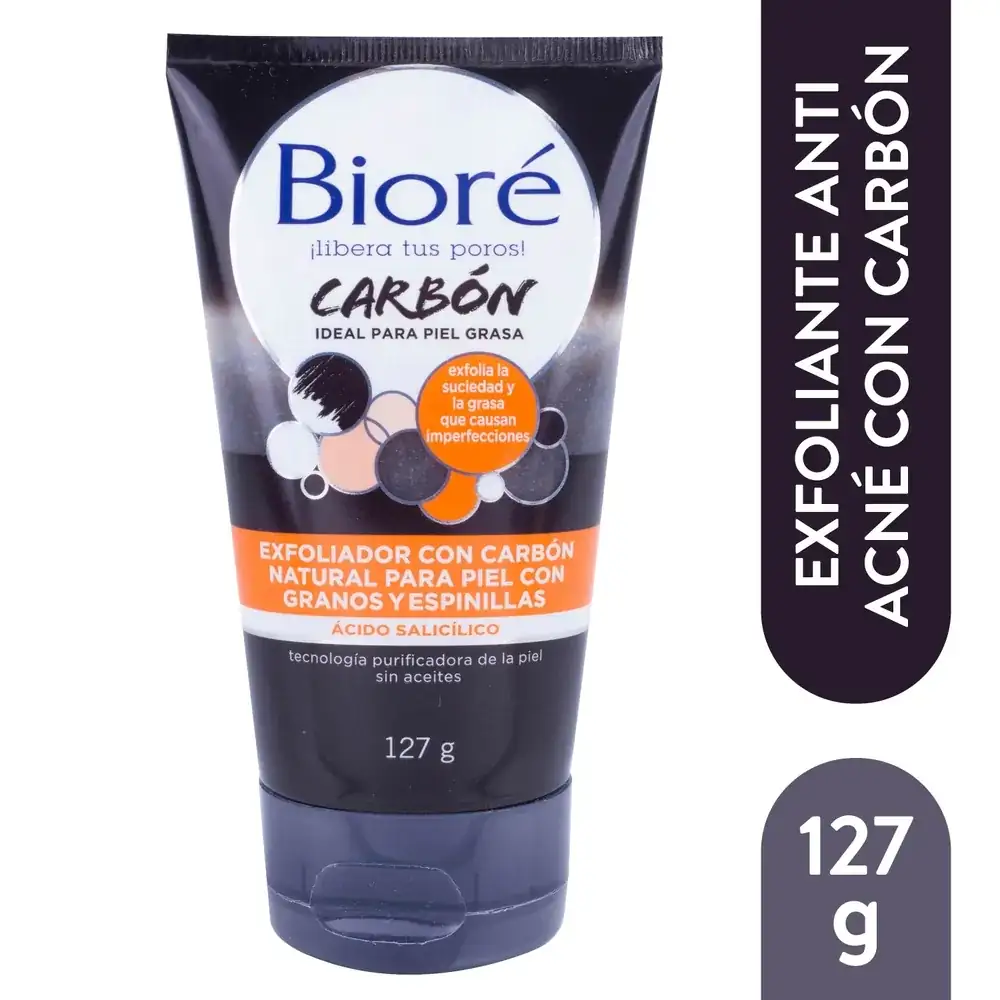 Bioré
¡libera tus poros!
CARBÓN
IDEAL PARA PIEL GRASA
exfolia la
suciedad y
la grasa
que causan
imperfecciones
EXFOLIADOR CON CARBÓN
NATURAL PARA PIEL CON
GRANOS Y ESPINILLAS
ÁCIDO SALICÍLICO
tecnología purificadora de la piel
sin aceites
127 g
EXFOLIANTE ANTI
ACNÉ CON CARBÓN
127
g